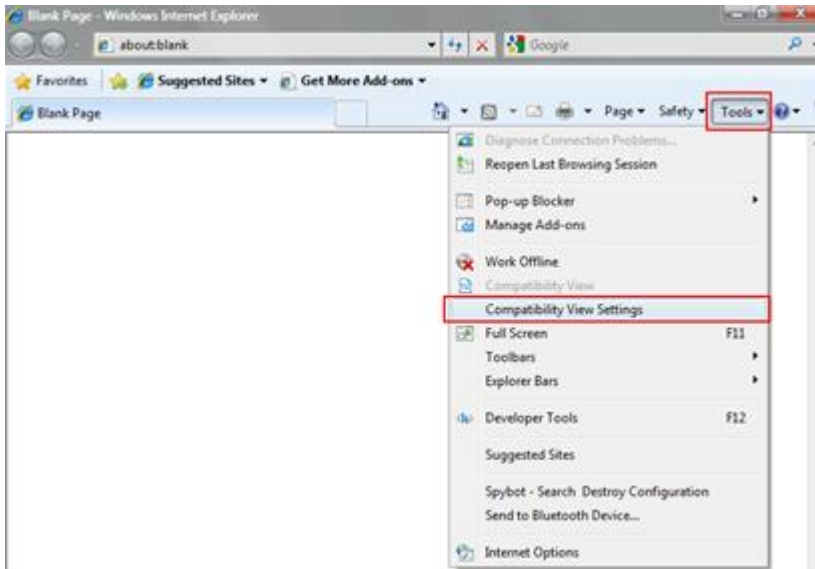 Blank Page - Windows Internet Explorer
about:blank
Google
Favorites Suggested Sites Get More Add-ons
Blank Page Page Safety Tools
Diagnose Connection Problems...
Reopen Last Browsing Session
Pop-up Blocker
Manage Add-ons
Work Offline
Compatibility View
Compatibility View Settings
Full Screen F11
Toolbars
Explorer Bars
Developer Tools F12
Suggested Sites
Spybot - Search Destroy Configuration
Send to Bluetooth Device...
Internet Options